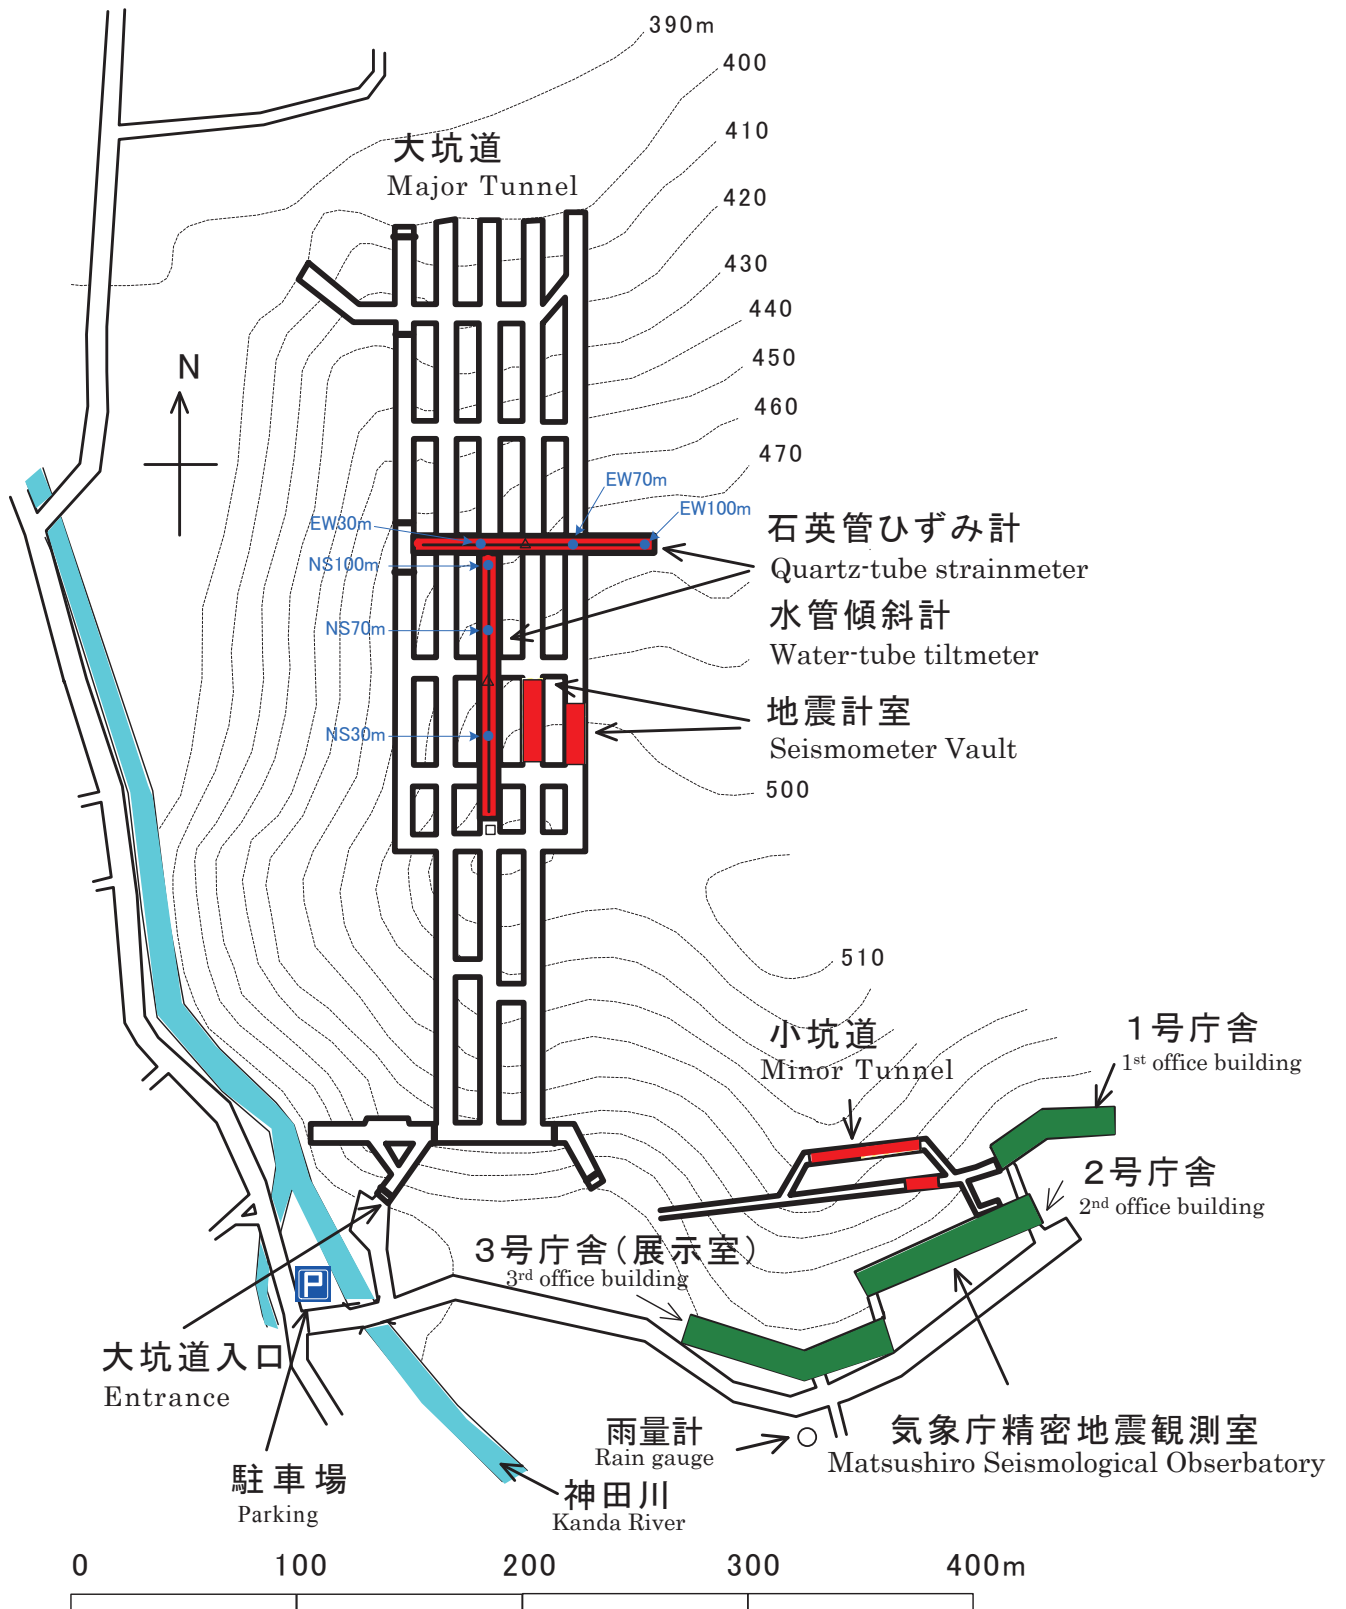 390m
400
410
大坑道
Major Tunnel
420
430
440
N
450
460
470
EW70m
EW100m
EW30m
石英管ひずみ計
Quartz-tube strainmeter
NS100m
水管傾斜計
Water-tube tiltmeter
NS70m
地震計室
Seismometer Vault
NS30m
500
510
小坑道
Minor Tunnel
1号庁舎
1st office building
2号庁舎
2nd office building
3号庁舎(展示室)
3rd office building
P
大坑道入口
Entrance
雨量計
Rain gauge
気象庁精密地震観測室
Matsushiro Seismological Obserbatory
駐車場
Parking
神田川
Kanda River
0 100 200 300 400m